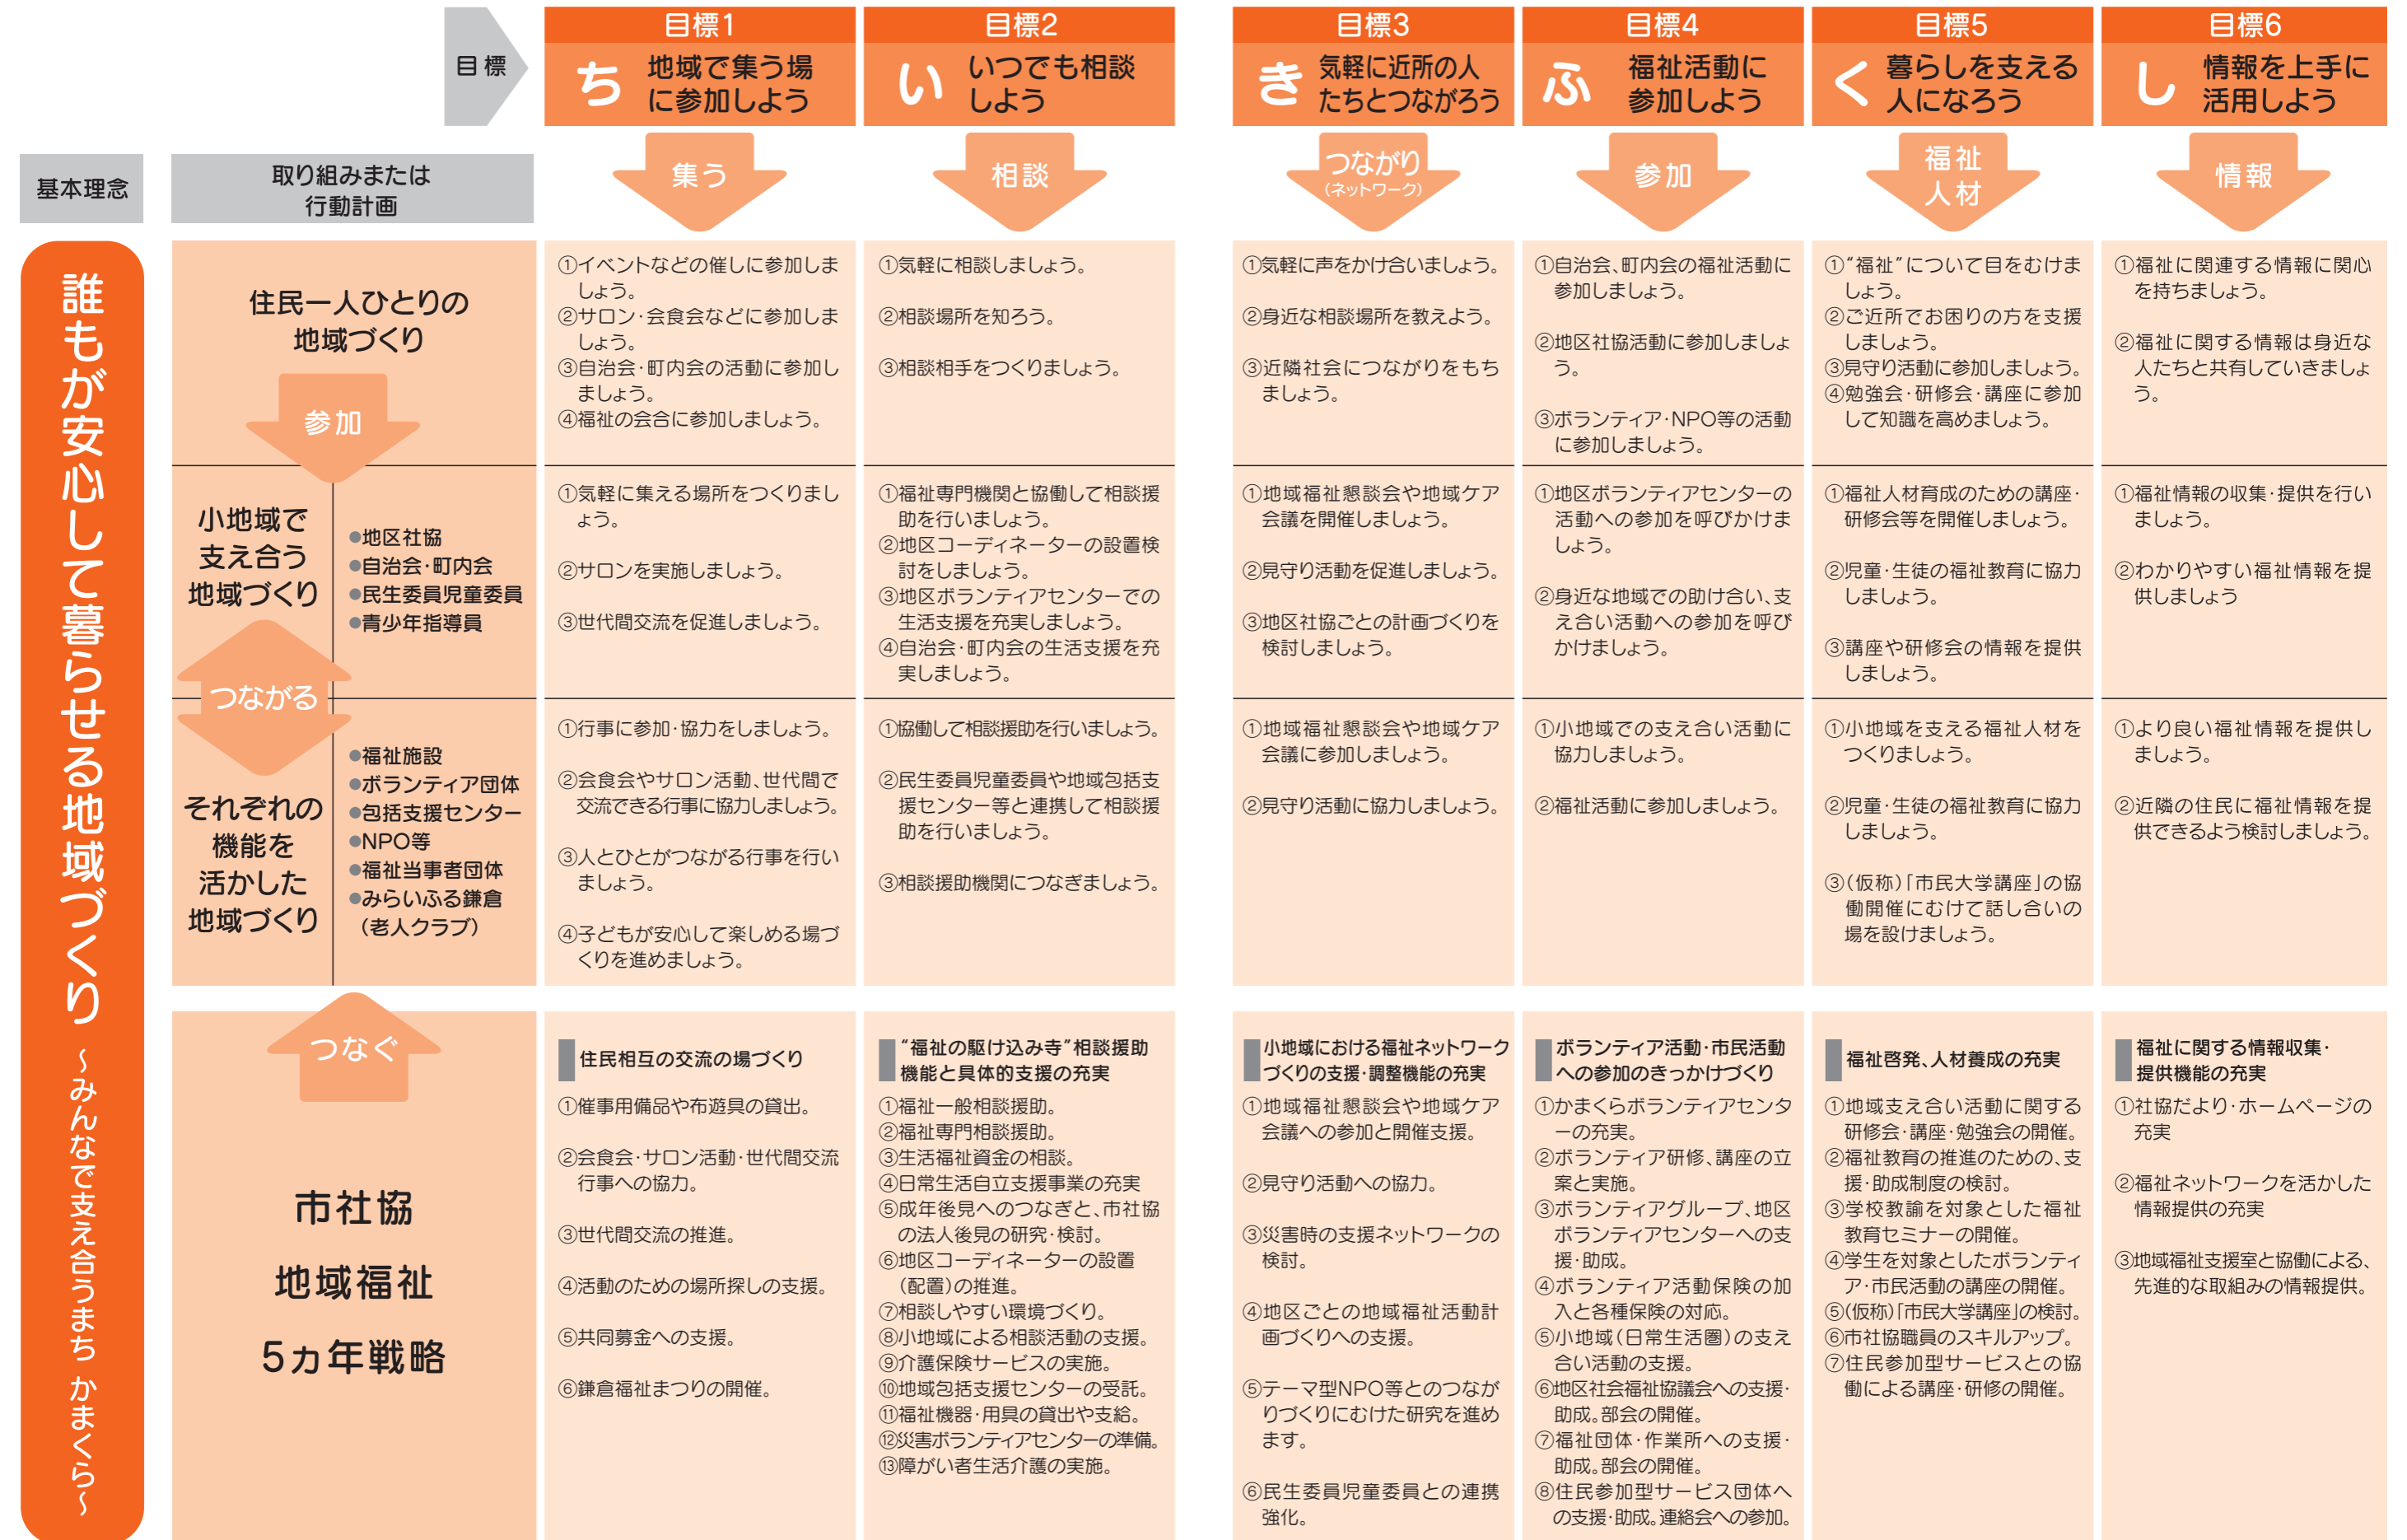 目標
目標1
ち
地域で集う場
に参加しよう
目標2
い
いつでも相談
しよう
目標3
き
気軽に近所の人
たちとつながろう
目標4
ふ
福祉活動に
参加しよう
目標5
く
暮らしを支える
人になろう
目標6
し
情報を上手に
活用しよう
基本理念
取り組みまたは
行動計画
集う
相談
つながり
(ネットワーク)
参加
福祉
人材
情報
誰もが安心して暮らせる地域づくり ~みんなで支え合うまち かまくら~
住民一人ひとりの
地域づくり
参加
①イベントなどの催しに参加しま
しょう。
②サロン・会食会などに参加しま
しょう。
③自治会・町内会の活動に参加し
ましょう。
④福祉の会合に参加しましょう。
①気軽に相談しましょう。
②相談場所を知ろう。
③相談相手をつくりましょう。
①気軽に声をかけ合いましょう。
②身近な相談場所を教えよう。
③近隣社会につながりをもち
ましょう。
①自治会、町内会の福祉活動に
参加しましょう。
②地区社協活動に参加しましょ
う。
③ボランティア・NPO等の活動
に参加しましょう。
①“福祉”について目をむけま
しょう。
②ご近所でお困りの方を支援
しましょう。
③見守り活動に参加しましょう。
④勉強会・研修会・講座に参加
して知識を高めましょう。
①福祉に関連する情報に関心
を持ちましょう。
②福祉に関する情報は身近な
人たちと共有していきましょ
う。
小地域で
支え合う
地域づくり
●地区社協
●自治会・町内会
●民生委員児童委員
●青少年指導員
①気軽に集える場所をつくりまし
ょう。
②サロンを実施しましょう。
③世代間交流を促進しましょう。
①福祉専門機関と協働して相談援
助を行いましょう。
②地区コーディネーターの設置検
討をしましょう。
③地区ボランティアセンターでの
生活支援を充実しましょう。
④自治会・町内会の生活支援を充
実しましょう。
①地域福祉懇談会や地域ケア
会議を開催しましょう。
②見守り活動を促進しましょう。
③地区社協ごとの計画づくりを
検討しましょう。
①地区ボランティアセンターの
活動への参加を呼びかけま
しょう。
②身近な地域での助け合い、支
え合い活動への参加を呼び
かけましょう。
①福祉人材育成のための講座・
研修会等を開催しましょう。
②児童・生徒の福祉教育に協力
しましょう。
③講座や研修会の情報を提供
しましょう。
①福祉情報の収集・提供を行い
ましょう。
②わかりやすい福祉情報を提
供しましょう
つながる
それぞれの
機能を
活かした
地域づくり
●福祉施設
●ボランティア団体
●包括支援センター
●NPO等
●福祉当事者団体
●みらいふる鎌倉
(老人クラブ)
①行事に参加・協力をしましょう。
②会食会やサロン活動、世代間で
交流できる行事に協力しましょう。
③人とひとがつながる行事を行い
ましょう。
④子どもが安心して楽しめる場づ
くりを進めましょう。
①協働して相談援助を行いましょう。
②民生委員児童委員や地域包括支
援センター等と連携して相談援
助を行いましょう。
③相談援助機関につなぎましょう。
①地域福祉懇談会や地域ケア
会議に参加しましょう。
②見守り活動に協力しましょう。
①小地域での支え合い活動に
協力しましょう。
②福祉活動に参加しましょう。
①小地域を支える福祉人材を
つくりましょう。
②児童・生徒の福祉教育に協力
しましょう。
③(仮称)「市民大学講座」の協
働開催にむけて話し合いの
場を設けましょう。
①より良い福祉情報を提供し
ましょう。
②近隣の住民に福祉情報を提
供できるよう検討しましょう。
つなぐ
市社協
地域福祉
5ヵ年戦略
住民相互の交流の場づくり
①催事用備品や布遊具の貸出。
②会食会・サロン活動・世代間交流
行事への協力。
③世代間交流の推進。
④活動のための場所探しの支援。
⑤共同募金への支援。
⑥鎌倉福祉まつりの開催。
“福祉の駆け込み寺”相談援助
機能と具体的支援の充実
①福祉一般相談援助。
②福祉専門相談援助。
③生活福祉資金の相談。
④日常生活自立支援事業の充実
⑤成年後見へのつなぎと、市社協
の法人後見の研究・検討。
⑥地区コーディネーターの設置
(配置)の推進。
⑦相談しやすい環境づくり。
⑧小地域による相談活動の支援。
⑨介護保険サービスの実施。
⑩地域包括支援センターの受託。
⑪福祉機器・用具の貸出や支給。
⑫災害ボランティアセンターの準備。
⑬障がい者生活介護の実施。
小地域における福祉ネットワーク
づくりの支援・調整機能の充実
①地域福祉懇談会や地域ケア
会議への参加と開催支援。
②見守り活動への協力。
③災害時の支援ネットワークの
検討。
④地区ごとの地域福祉活動計
画づくりへの支援。
⑤テーマ型NPO等とのつなが
りづくりにむけた研究を進め
ます。
⑥民生委員児童委員との連携
強化。
ボランティア活動・市民活動
への参加のきっかけづくり
①かまくらボランティアセンタ
ーの充実。
②ボランティア研修、講座の立
案と実施。
③ボランティアグループ、地区
ボランティアセンターへの支
援・助成。
④ボランティア活動保険の加
入と各種保険の対応。
⑤小地域(日常生活圏)の支え
合い活動の支援。
⑥地区社会福祉協議会への支援・
助成。部会の開催。
⑦福祉団体・作業所への支援・
助成。部会の開催。
⑧住民参加型サービス団体へ
の支援・助成。連絡会への参加。
福祉啓発、人材養成の充実
①地域支え合い活動に関する
研修会・講座・勉強会の開催。
②福祉教育の推進のための、支
援・助成制度の検討。
③学校教諭を対象とした福祉
教育セミナーの開催。
④学生を対象としたボランティ
ア・市民活動の講座の開催。
⑤(仮称)「市民大学講座」の検討。
⑥市社協職員のスキルアップ。
⑦住民参加型サービスとの協
働による講座・研修の開催。
福祉に関する情報収集・
提供機能の充実
①社協だより・ホームページの
充実
②福祉ネットワークを活かした
情報提供の充実
③地域福祉支援室と協働による、
先進的な取組みの情報提供。